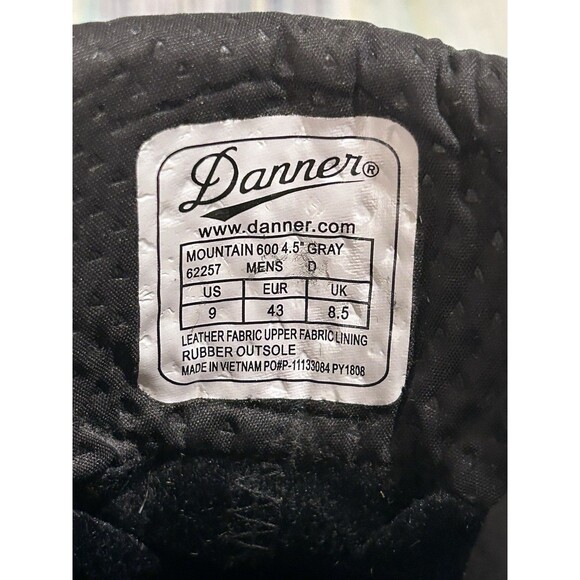 Danner®
www.danner.com
MOUNTAIN 600 4.5" GRAY
62257 MENS D
US EUR UK
9 43 8.5
LEATHER FABRIC UPPER FABRIC LINING
RUBBER OUTSOLE
MADE IN VIETNAM PO#P-11133084 PY1808